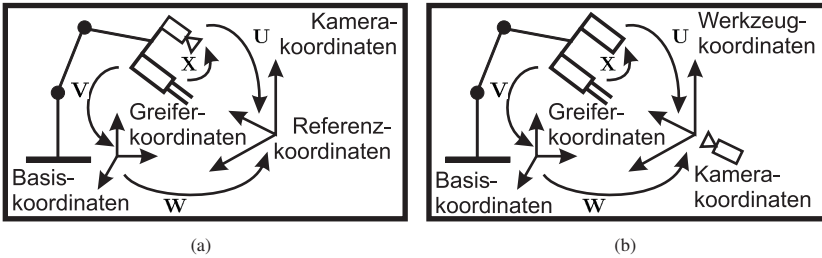 Kamera-
koordinaten
U
X
V
Greifer-
koordinaten
Referenz-
koordinaten
Basis-
koordinaten
W
(a)
Werkzeug-
koordinaten
U
X
V
Greifer-
koordinaten
Basis-
koordinaten
W
Kamera-
koordinaten
(b)